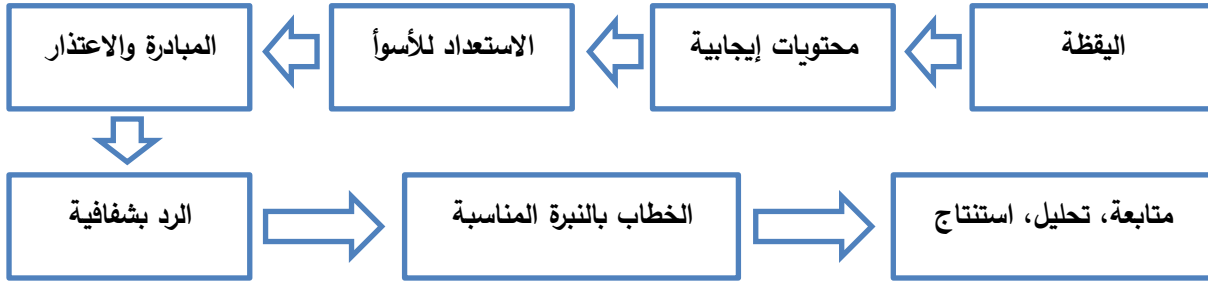 اليقظة
محتويات إيجابية
الاستعداد للأسوأ
المبادرة والاعتذار
الرد بشفافية
الخطاب بالنبرة المناسبة
متابعة، تحليل، استنتاج